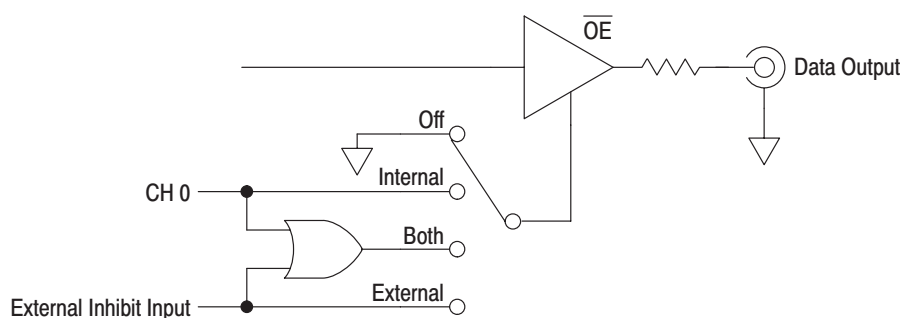 OE
Data Output
Off
Internal
CH 0
Both
External
External Inhibit Input